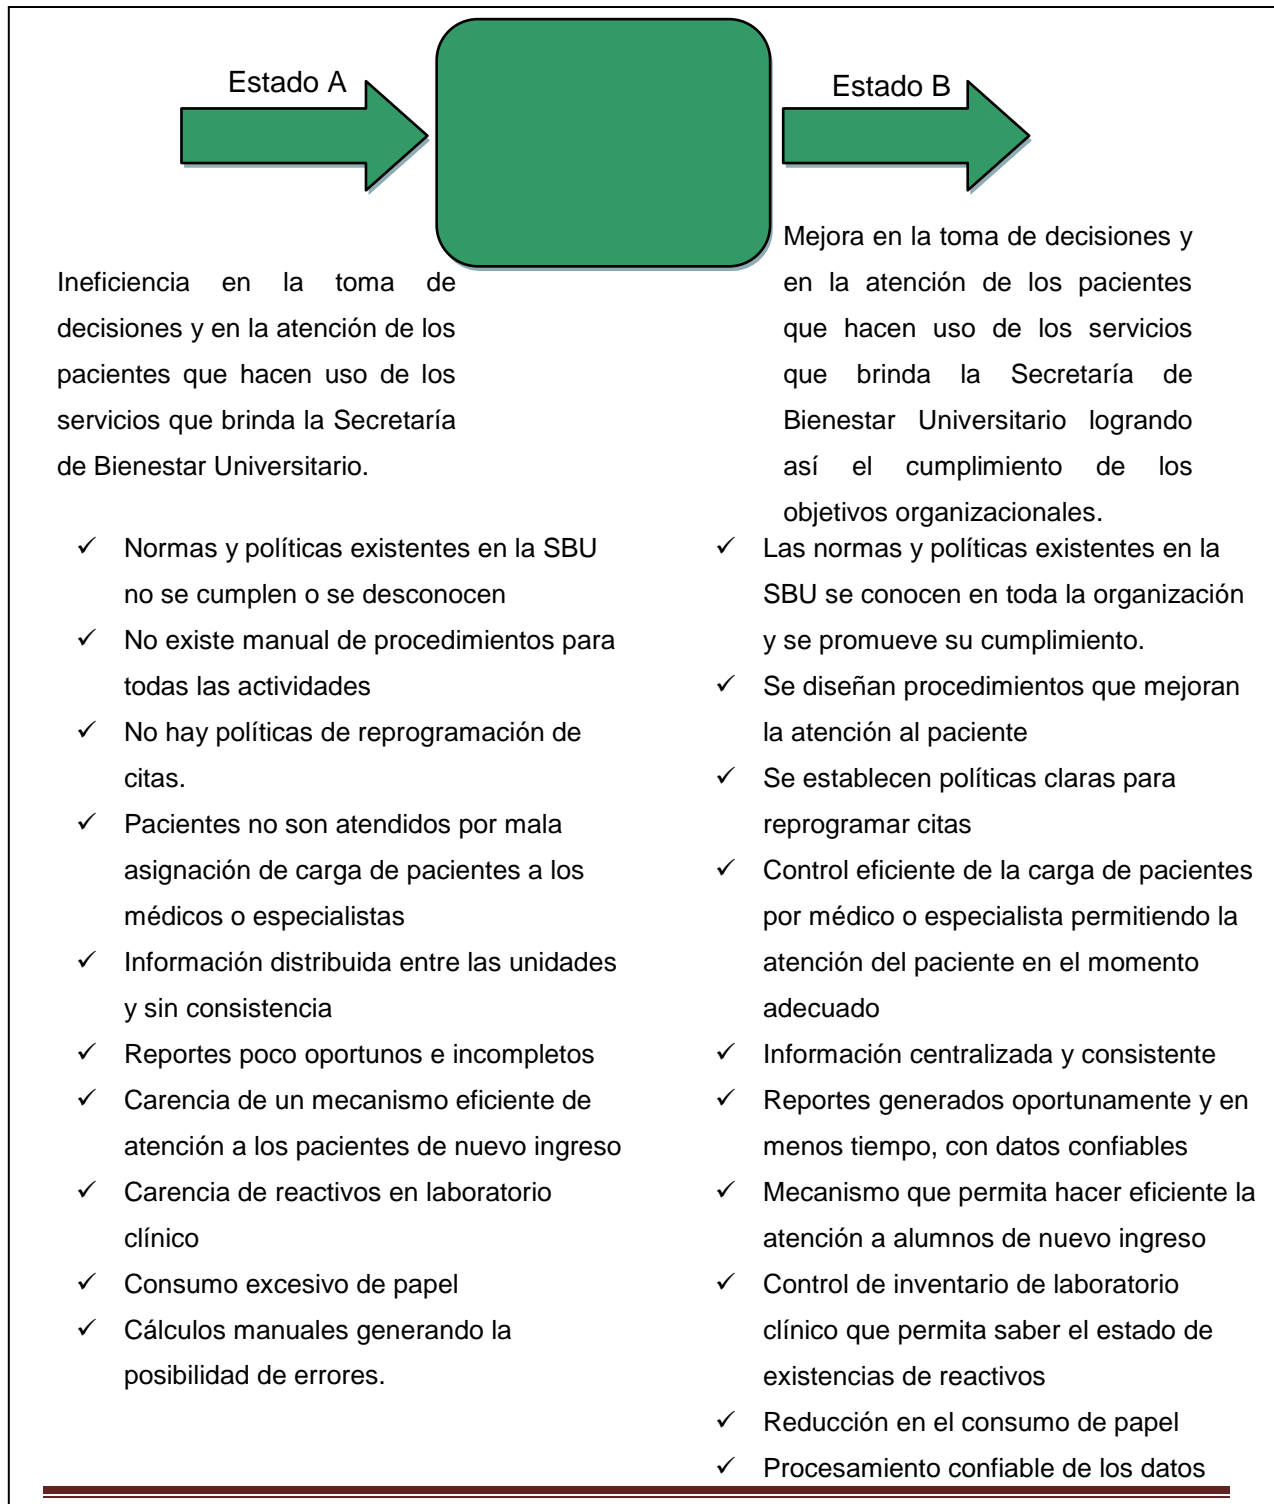 Estado A
Estado B
Ineficiencia en la toma de
decisiones y en la atención de los
pacientes que hacen uso de los
servicios que brinda la Secretaría
de Bienestar Universitario.
Mejora en la toma de decisiones y
en la atención de los pacientes
que hacen uso de los servicios
que brinda la Secretaría de
Bienestar Universitario logrando
así el cumplimiento de los
objetivos organizacionales.
✓ Normas y políticas existentes en la SBU
no se cumplen o se desconocen
✓ No existe manual de procedimientos para
todas las actividades
✓ No hay políticas de reprogramación de
citas.
✓ Pacientes no son atendidos por mala
asignación de carga de pacientes a los
médicos o especialistas
✓ Información distribuida entre las unidades
y sin consistencia
✓ Reportes poco oportunos e incompletos
✓ Carencia de un mecanismo eficiente de
atención a los pacientes de nuevo ingreso
✓ Carencia de reactivos en laboratorio
clínico
✓ Consumo excesivo de papel
✓ Cálculos manuales generando la
posibilidad de errores.
✓ Las normas y políticas existentes en la
SBU se conocen en toda la organización
y se promueve su cumplimiento.
✓ Se diseñan procedimientos que mejoran
la atención al paciente
✓ Se establecen políticas claras para
reprogramar citas
✓ Control eficiente de la carga de pacientes
por médico o especialista permitiendo la
atención del paciente en el momento
adecuado
✓ Información centralizada y consistente
✓ Reportes generados oportunamente y en
menos tiempo, con datos confiables
✓ Mecanismo que permita hacer eficiente la
atención a alumnos de nuevo ingreso
✓ Control de inventario de laboratorio
clínico que permita saber el estado de
existencias de reactivos
✓ Reducción en el consumo de papel
✓ Procesamiento confiable de los datos